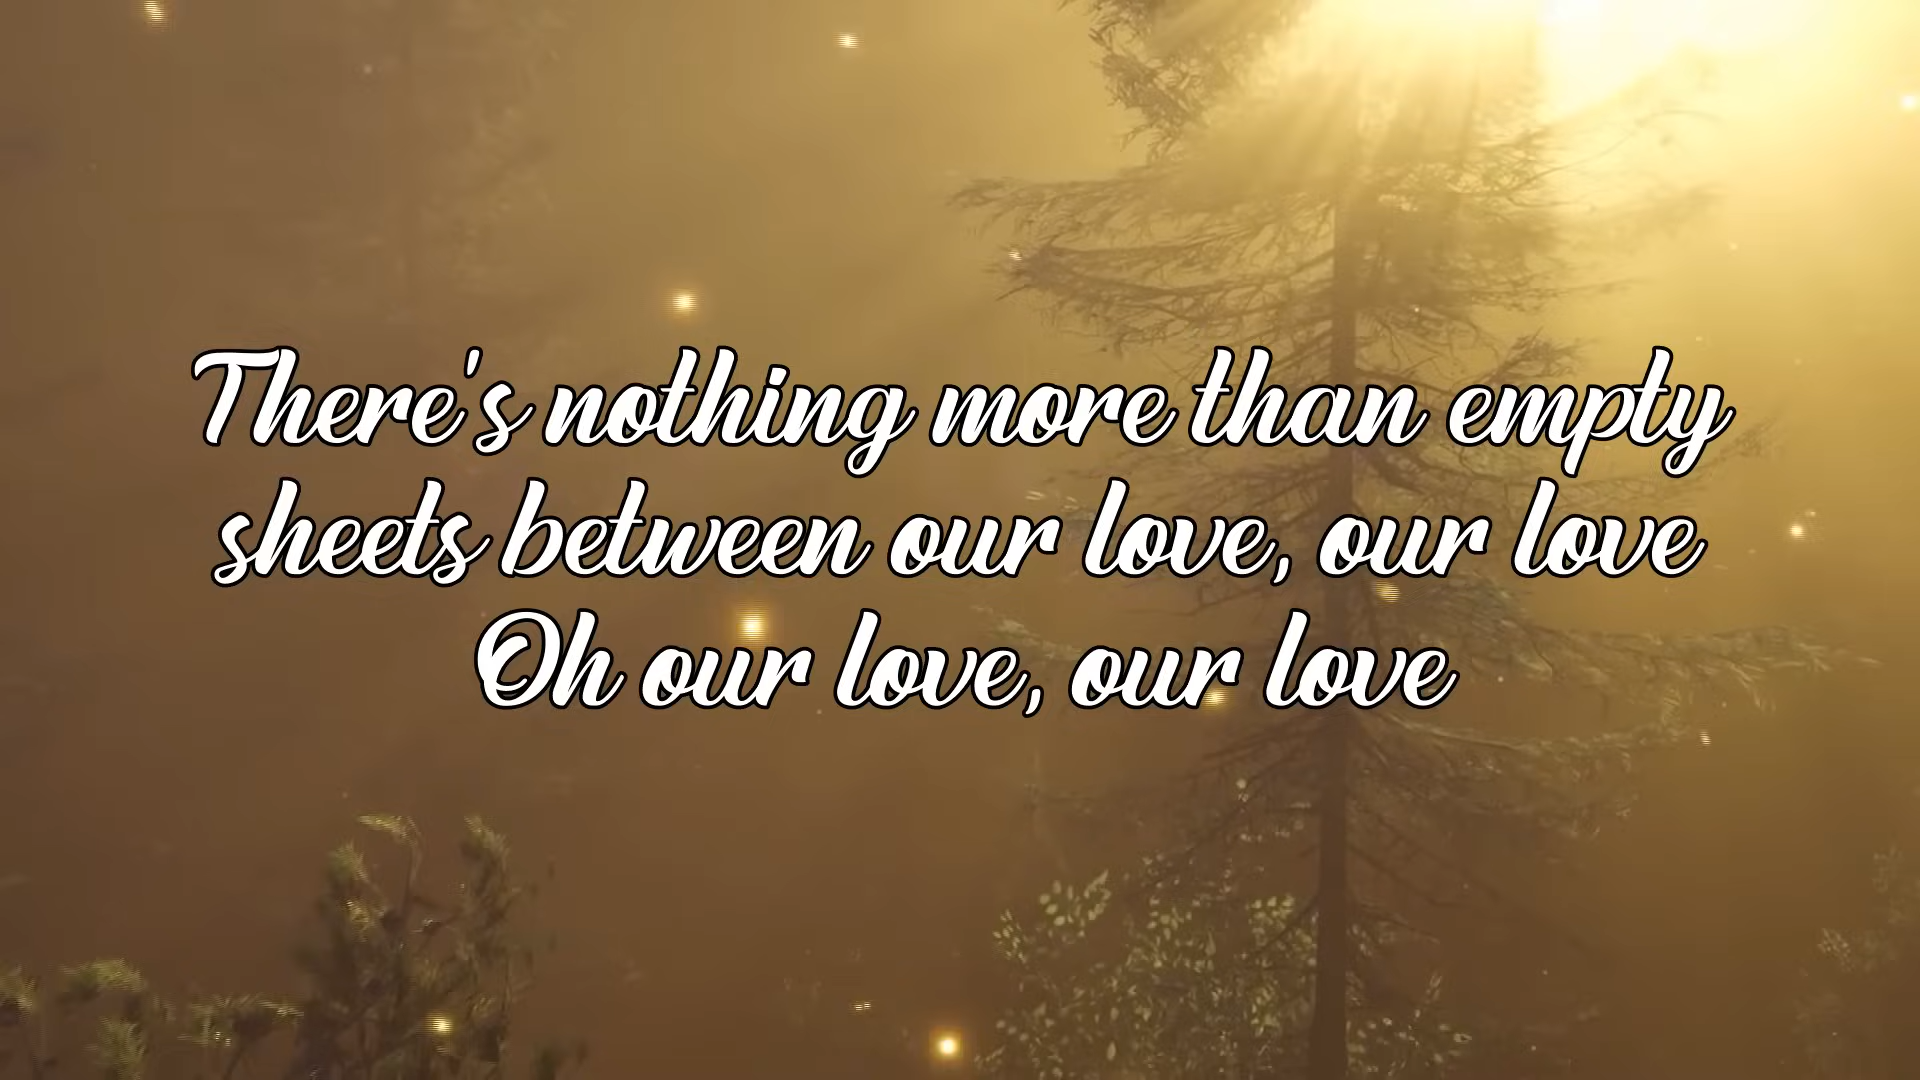 There's nothing more than empty
sheets between our love, our love
Oh our love, our love